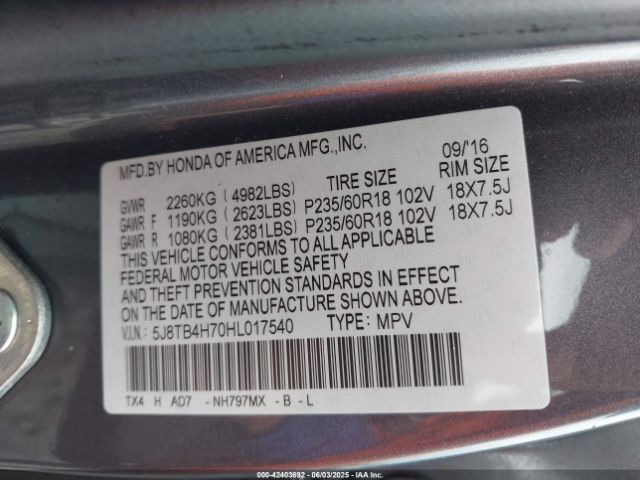 MFD.BY HONDA OF AMERICA MFG.,INC. 09/'16
TIRE SIZE RIM SIZE
GVWR 2260KG ( 4982LBS)
GAWR F 1190KG ( 2623LBS) P235/60R18 102V 18X7.5J
GAWR R 1080KG ( 2381LBS) P235/60R18 102V 18X7.5J
THIS VEHICLE CONFORMS TO ALL APPLICABLE
FEDERAL MOTOR VEHICLE SAFETY
AND THEFT PREVENTION STANDARDS IN EFFECT
ON THE DATE OF MANUFACTURE SHOWN ABOVE.
V.I.N.: 5J8TB4H70HL017540 TYPE: MPV
TX4 H AD7 -NH797MX -B -L
000-42403692 - 06/03/2025 - IAA Inc.